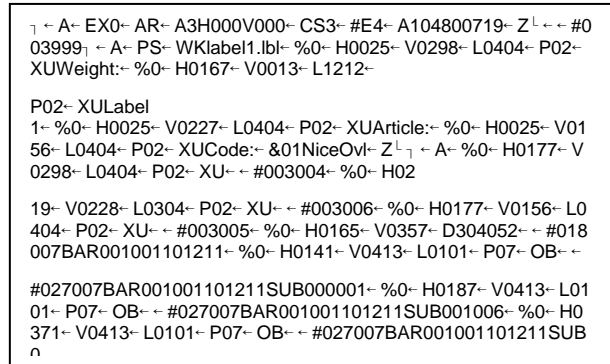 ┐← A← EX0← AR← A3H000V000← CS3← #E4← A104800719← Z└← ← #0
03999┐← A← PS← WKlabel1.lbl← %0← H0025← V0298← L0404← P02←
XUWeight:← %0← H0167← V0013← L1212←
P02← XULabel
1← %0← H0025← V0227← L0404← P02← XUArticle:← %0← H0025← V01
56← L0404← P02← XUCode:← &01NiceOvl← Z└ ┐← A← %0← H0177← V
0298← L0404← P02← XU← ← #003004← %0← H02
19← V0228← L0304← P02← XU← ← #003006← %0← H0177← V0156← L0
404← P02← XU← ← #003005← %0← H0165← V0357← D304052← ← #018
007BAR001001101211← %0← H0141← V0413← L0101← P07← OB← ←
#027007BAR001001101211SUB000001← %0← H0187← V0413← L01
01← P07← OB← ← #027007BAR001001101211SUB001006← %0← H0
371← V0413← L0101← P07← OB← ← #027007BAR001001101211SUB
0